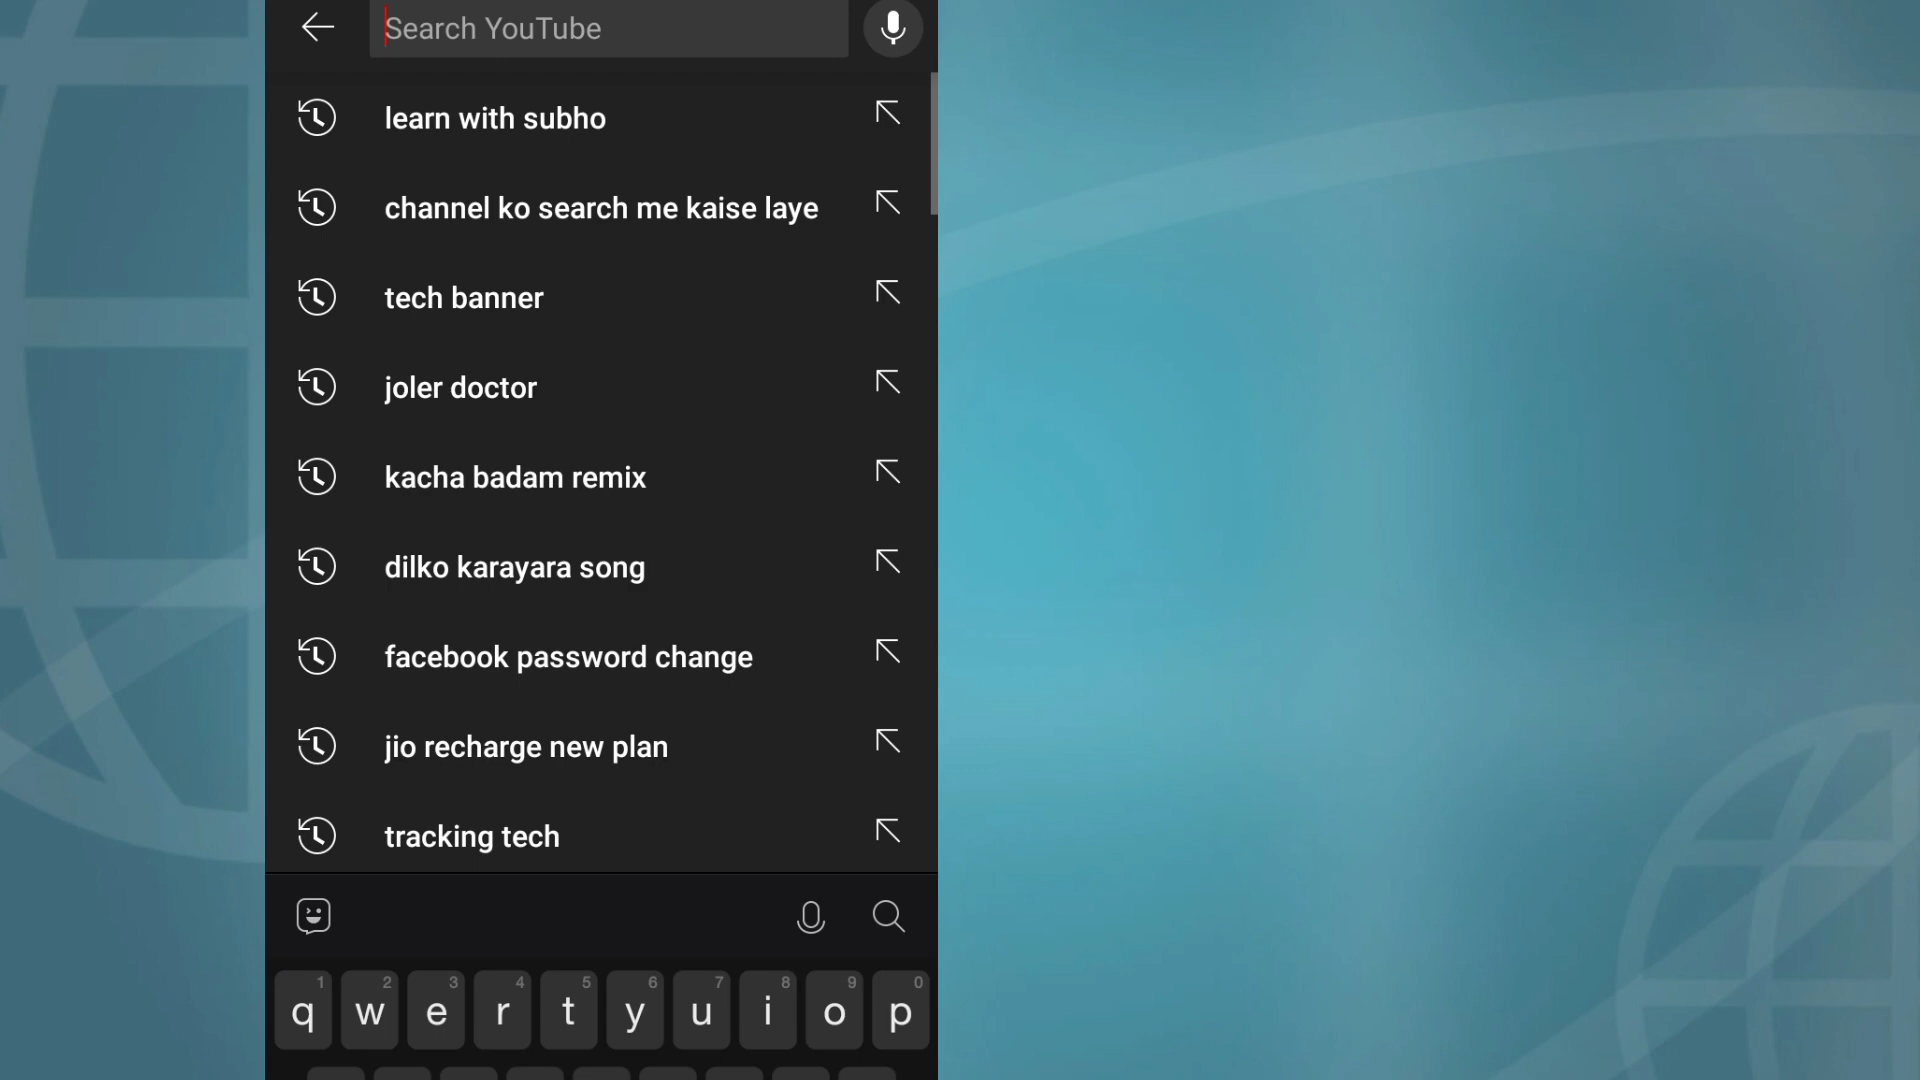 Search YouTube
learn with subho
channel ko search me kaise laye
tech banner
joler doctor
kacha badam remix
dilko karayara song
facebook password change
jio recharge new plan
tracking tech
1 2 3 4 5 6 7 8 9 0
q w e r t y u i o p